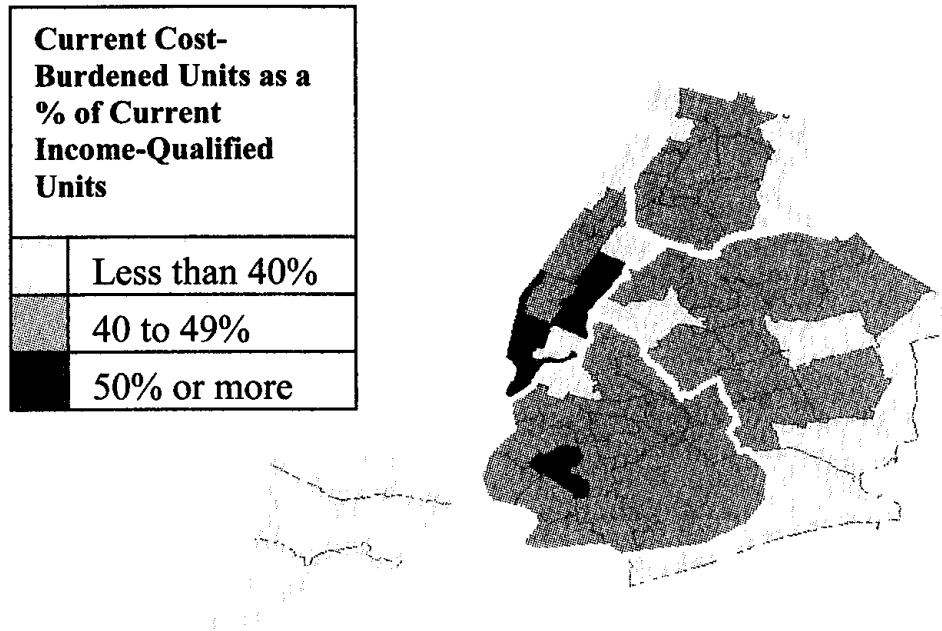 Current Cost-
Burdened Units as a
% of Current
Income-Qualified
Units
Less than 40%
40 to 49%
50% or more